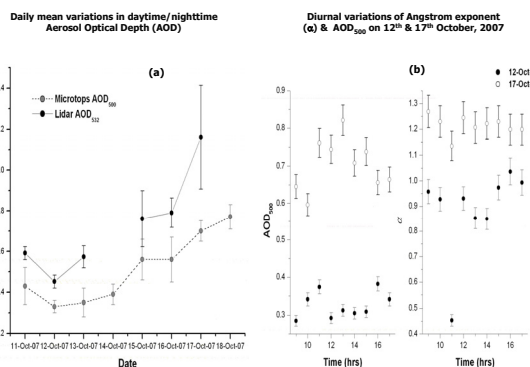 Daily mean variations in daytime/nighttime
Aerosol Optical Depth (AOD)
Diurnal variations of Angstrom exponent
(α) & AOD500 on 12th & 17th October, 2007
(a)
Microtops AOD500
Lidar AOD532
11-Oct-07 12-Oct-07 13-Oct-07 14-Oct-07 15-Oct-07 16-Oct-07 17-Oct-07 18-Oct-07
Date
(b)
12-Oct
17-Oct
AOD500
0.9
0.8
0.7
0.6
0.5
0.4
0.3
10 12 14 16
Time (hrs)
α
1.3
1.2
1.1
1.0
0.9
0.8
0.7
0.6
0.5
0.4
10 12 14 16
Time (hrs)